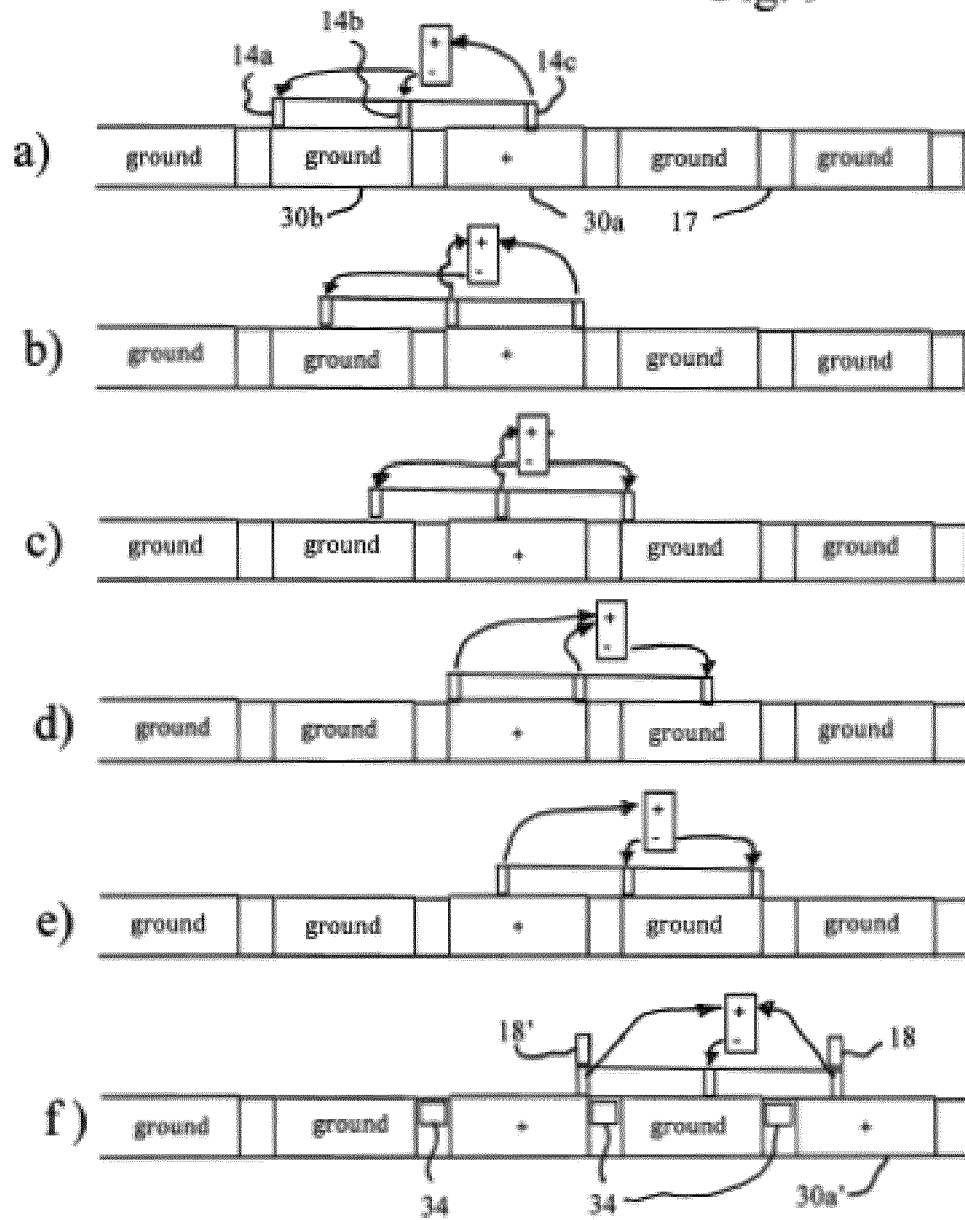 14a 14b + - 14c
a) ground ground + ground ground
30b 30a 17
+ -
b) ground ground + ground ground
+ -
c) ground ground + ground ground
+ -
d) ground ground + ground ground
+ -
e) ground ground + ground ground
18' + - 18
f) ground ground + ground +
34 34 30a'